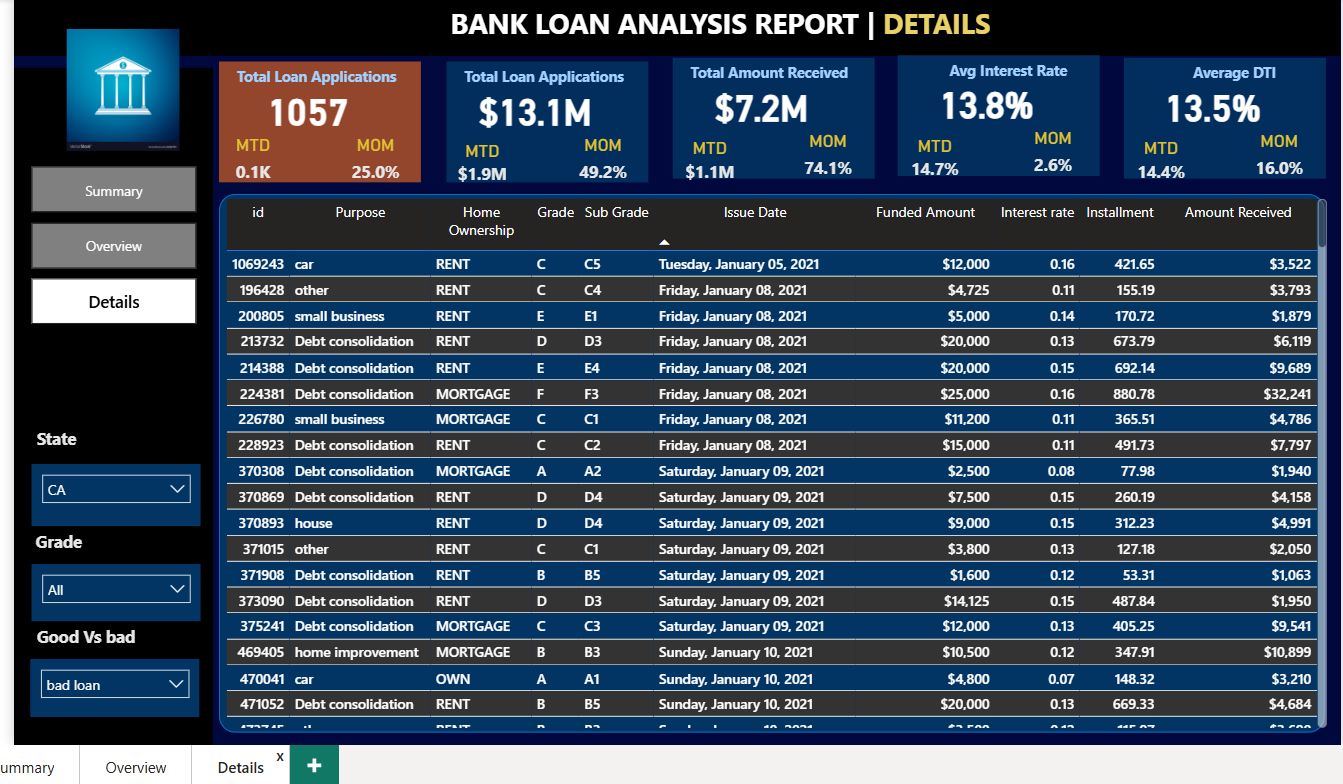 BANK LOAN ANALYSIS REPORT | DETAILS
Total Loan Applications
1057
MTD MOM
0.1K 25.0%
Total Loan Applications
$13.1M
MTD MOM
$1.9M 49.2%
Total Amount Received
$7.2M
MTD MOM
$1.1M 74.1%
Avg Interest Rate
13.8%
MTD MOM
14.7% 2.6%
Average DTI
13.5%
MTD MOM
14.4% 16.0%
Summary
Overview
Details
State
CA
Grade
All
Good Vs bad
bad loan
id Purpose Home Grade Sub Grade Issue Date Funded Amount Interest rate Installment Amount Received
Ownership
1069243 car RENT C C5 Tuesday, January 05, 2021 $12,000 0.16 421.65 $3,522
196428 other RENT C C4 Friday, January 08, 2021 $4,725 0.11 155.19 $3,793
200805 small business RENT E E1 Friday, January 08, 2021 $5,000 0.14 170.72 $1,879
213732 Debt consolidation RENT D D3 Friday, January 08, 2021 $20,000 0.13 673.79 $6,119
214388 Debt consolidation RENT E E4 Friday, January 08, 2021 $20,000 0.15 692.14 $9,689
224381 Debt consolidation MORTGAGE F F3 Friday, January 08, 2021 $25,000 0.16 880.78 $32,241
226780 small business MORTGAGE C C1 Friday, January 08, 2021 $11,200 0.11 365.51 $4,786
228923 Debt consolidation RENT C C2 Friday, January 08, 2021 $15,000 0.11 491.73 $7,797
370308 Debt consolidation MORTGAGE A A2 Saturday, January 09, 2021 $2,500 0.08 77.98 $1,940
370869 Debt consolidation RENT D D4 Saturday, January 09, 2021 $7,500 0.15 260.19 $4,158
370893 house RENT D D4 Saturday, January 09, 2021 $9,000 0.15 312.23 $4,991
371015 other RENT C C1 Saturday, January 09, 2021 $3,800 0.13 127.18 $2,050
371908 Debt consolidation RENT B B5 Saturday, January 09, 2021 $1,600 0.12 53.31 $1,063
373090 Debt consolidation RENT D D3 Saturday, January 09, 2021 $14,125 0.15 487.84 $1,950
375241 Debt consolidation MORTGAGE C C3 Saturday, January 09, 2021 $12,000 0.13 405.25 $9,541
469405 home improvement MORTGAGE B B3 Sunday, January 10, 2021 $10,500 0.12 347.91 $10,899
470041 car OWN A A1 Sunday, January 10, 2021 $4,800 0.07 148.32 $3,210
471052 Debt consolidation RENT B B5 Sunday, January 10, 2021 $20,000 0.13 669.33 $4,684
ummary
Overview
Details x
+